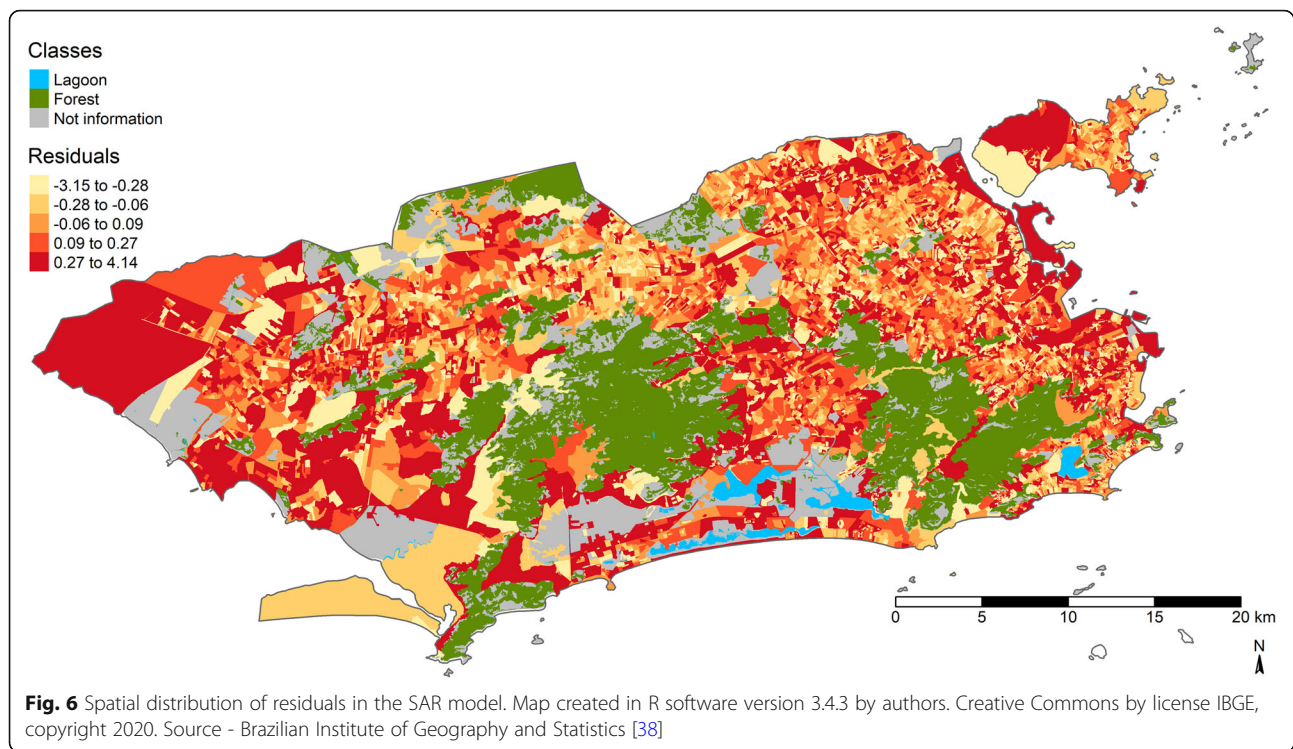 Classes
Lagoon
Forest
Not information
Residuals
-3.15 to -0.28
-0.28 to -0.06
-0.06 to 0.09
0.09 to 0.27
0.27 to 4.14
0 5 10 15 20 km
N
Fig. 6 Spatial distribution of residuals in the SAR model. Map created in R software version 3.4.3 by authors. Creative Commons by license IBGE,
copyright 2020. Source - Brazilian Institute of Geography and Statistics [38]